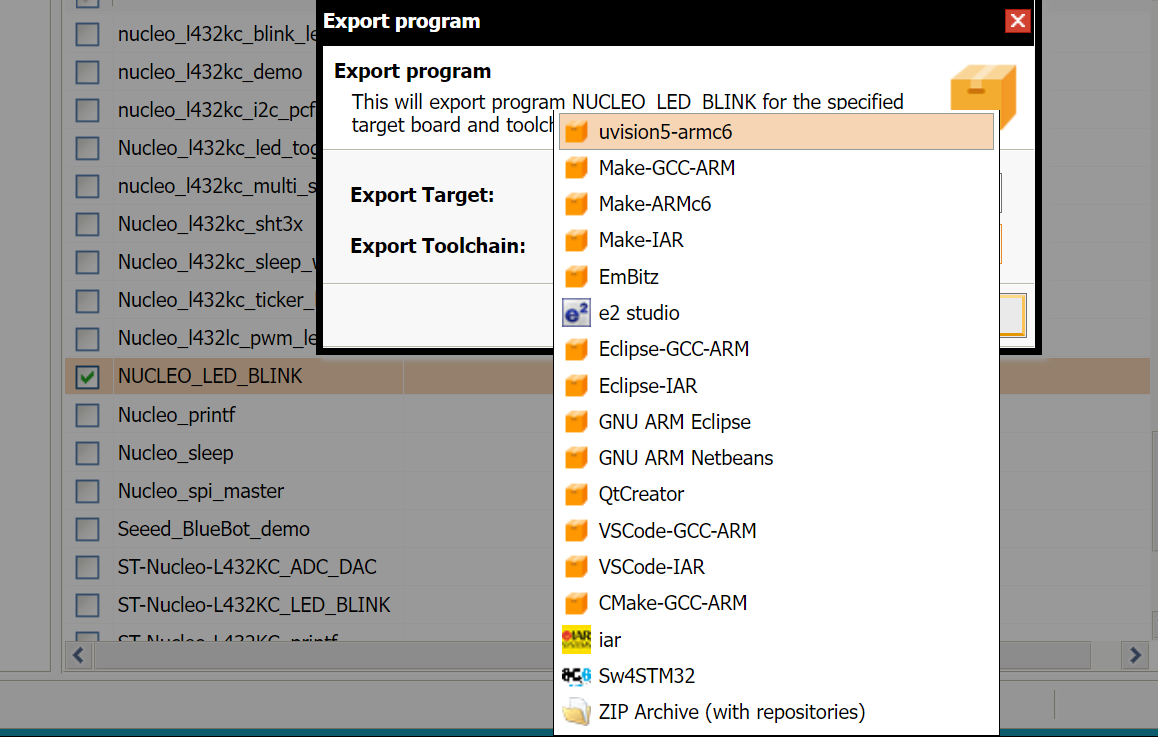 Export program
Export program
This will export program NUCLEO_LED_BLINK for the specified
target board and toolch
Export Target:
Export Toolchain:
uvision5-armc6
Make-GCC-ARM
Make-ARMc6
Make-IAR
EmBitz
e2 studio
Eclipse-GCC-ARM
Eclipse-IAR
GNU ARM Eclipse
GNU ARM Netbeans
QtCreator
VSCode-GCC-ARM
VSCode-IAR
CMake-GCC-ARM
iar
Sw4STM32
ZIP Archive (with repositories)
nucleo_l432kc_blink_le
nucleo_l432kc_demo
nucleo_l432kc_i2c_pcf
Nucleo_l432kc_led_tog
nucleo_l432kc_multi_s
Nucleo_l432kc_sht3x
Nucleo_l432kc_sleep_w
Nucleo_l432kc_ticker_
Nucleo_l432lc_pwm_le
NUCLEO_LED_BLINK
Nucleo_printf
Nucleo_sleep
Nucleo_spi_master
Seeed_BlueBot_demo
ST-Nucleo-L432KC_ADC_DAC
ST-Nucleo-L432KC_LED_BLINK
ST-Nucleo-L432KC_printf